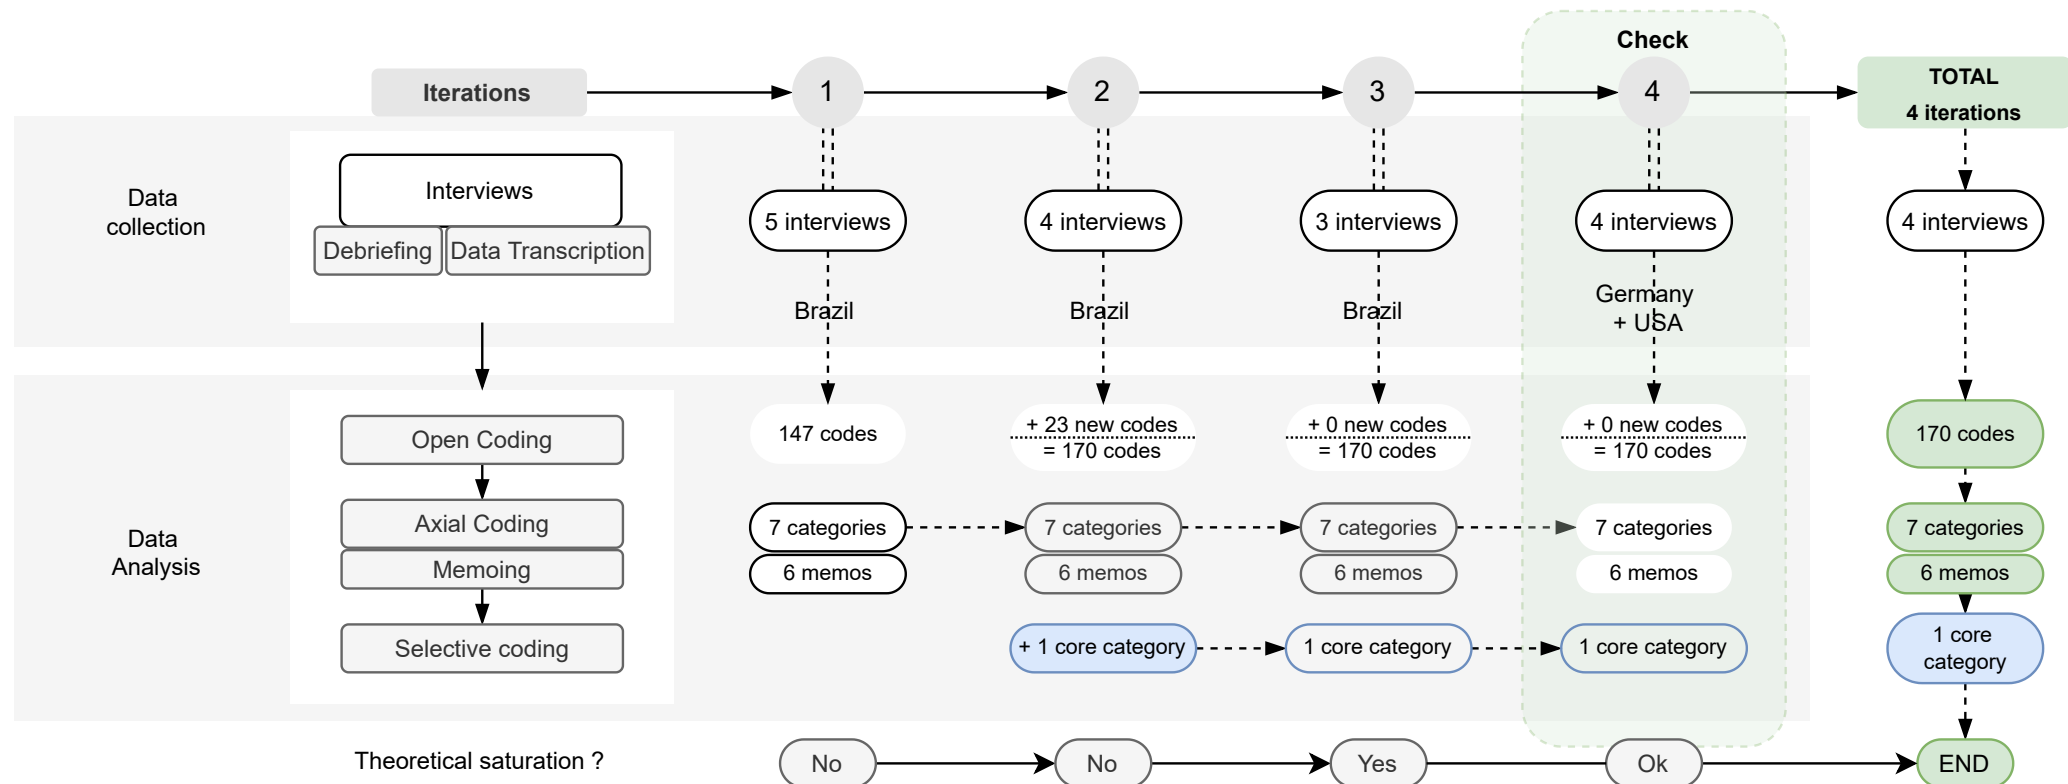 Check
Iterations
1
2
3
4
TOTAL
4 iterations
Data
collection
Interviews
Debriefing
Data Transcription
5 interviews
4 interviews
3 interviews
4 interviews
4 interviews
Brazil
Brazil
Brazil
Germany
+ USA
Data
Analysis
Open Coding
147 codes
+ 23 new codes
= 170 codes
+ 0 new codes
= 170 codes
+ 0 new codes
= 170 codes
170 codes
Axial Coding
7 categories
7 categories
7 categories
7 categories
7 categories
Memoing
6 memos
6 memos
6 memos
6 memos
6 memos
Selective coding
+ 1 core category
1 core category
1 core category
1 core
category
Theoretical saturation ?
No
No
Yes
Ok
END